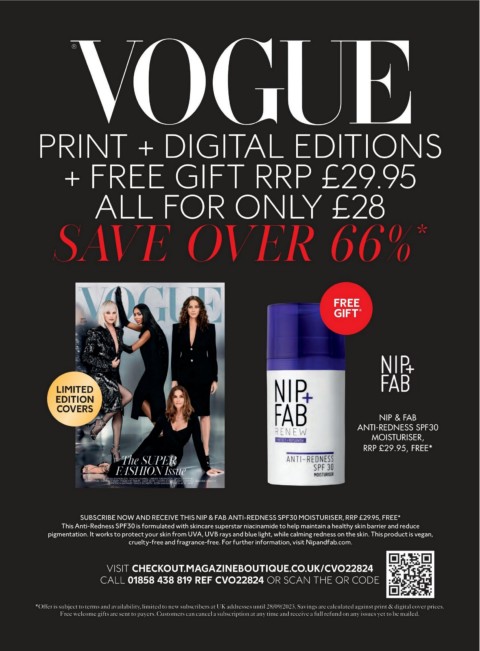 VOGUE
PRINT + DIGITAL EDITIONS
+ FREE GIFT RRP £29.95
ALL FOR ONLY £28
SAVE OVER 66%*
VOGUE
The SUPER
FASHION Issue
LIMITED
EDITION
COVERS
FREE
GIFT*
NIP+
FAB
RENEW
ANTI-REDNESS
SPF 30
MOISTURISER
NIP+
FAB
NIP & FAB
ANTI-REDNESS SPF30
MOISTURISER,
RRP £29.95, FREE*
SUBSCRIBE NOW AND RECEIVE THIS NIP & FAB ANTI-REDNESS SPF30 MOISTURISER, RRP £29.95, FREE*
This Anti-Redness SPF30 is formulated with skincare superstar niacinamide to help maintain a healthy skin barrier and reduce
pigmentation. It works to protect your skin from UVA, UVB rays and blue light, while calming redness on the skin. This product is vegan,
cruelty-free and fragrance-free. For further information, visit Nipandfab.com.
VISIT CHECKOUT.MAGAZINEBOUTIQUE.CO.UK/CVO22824
CALL 01858 438 819 REF CVO22824 OR SCAN THE QR CODE
*Offer is subject to terms and availability, limited to new subscribers at UK addresses until 29/09/2023. Savings are calculated against print & digital cover prices.
Free welcome gifts are sent to payers. Customers can cancel a subscription at any time and receive a full refund on any issues yet to be mailed.